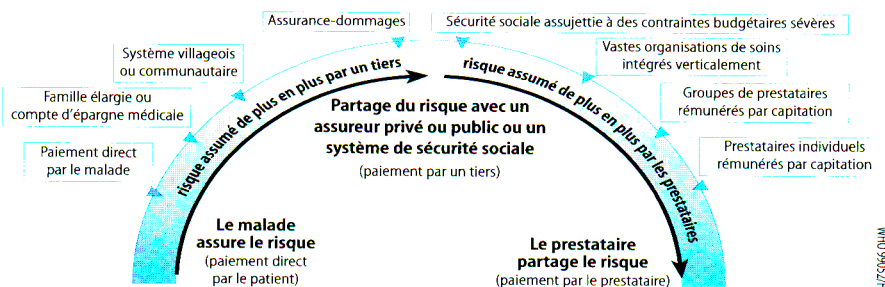 Assurance-dommages
Sécurité sociale assujettie à des contraintes budgétaires sévères
Système villageois
ou communautaire
Vastes organisations de soins
intégrés verticalement
Famille élargie ou
compte d'épargne médicale
Groupes de prestataires
rémunérés par capitation
Paiement direct
par le malade
Prestataires individuels
rémunérés par capitation
risque assumé de plus en plus par un tiers
risque assumé de plus en plus par les prestataires
Partage du risque avec un
assureur privé ou public ou un
système de sécurité sociale
(paiement par un tiers)
Le malade
assure le risque
(paiement direct
par le patient)
Le prestataire
partage le risque
(paiement par le prestataire)